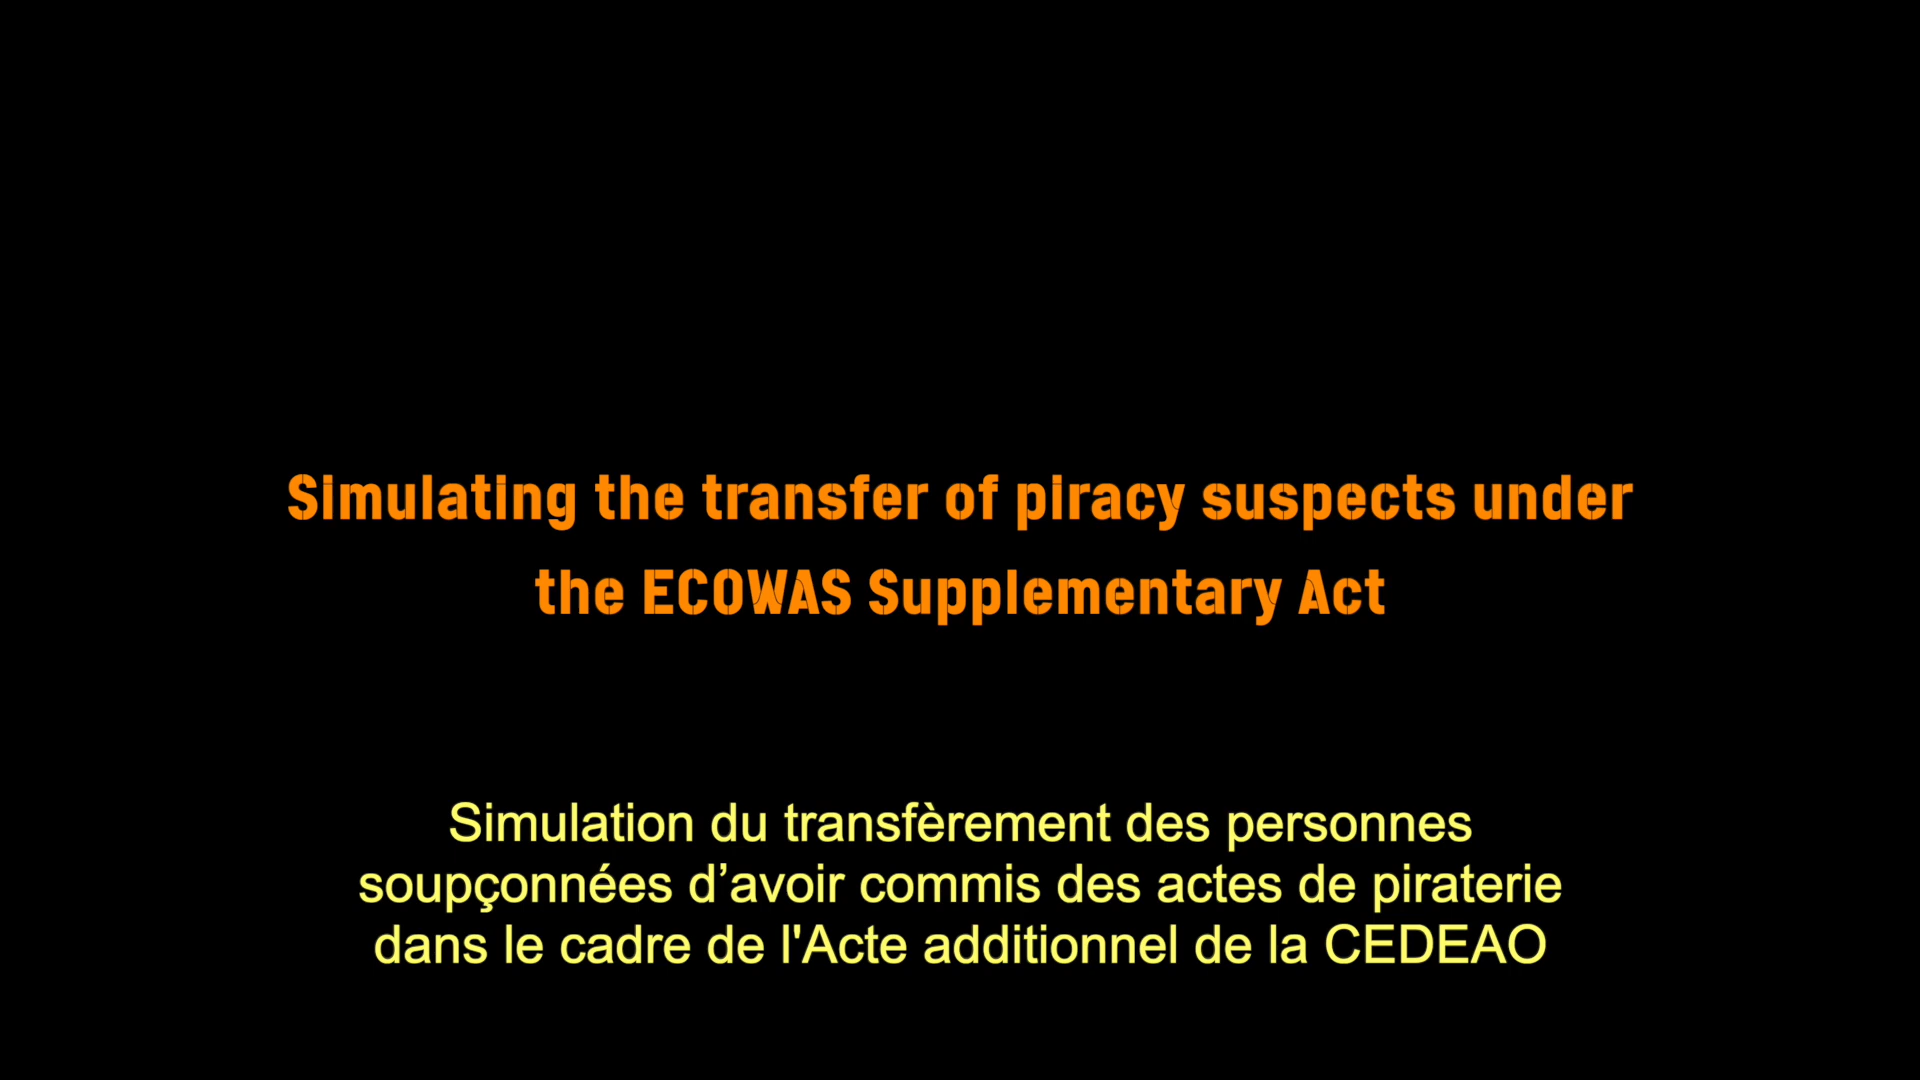 Simulating the transfer of piracy suspects under
the ECOWAS Supplementary Act
Simulation du transfèrement des personnes
soupçonnées d’avoir commis des actes de piraterie
dans le cadre de l'Acte additionnel de la CEDEAO